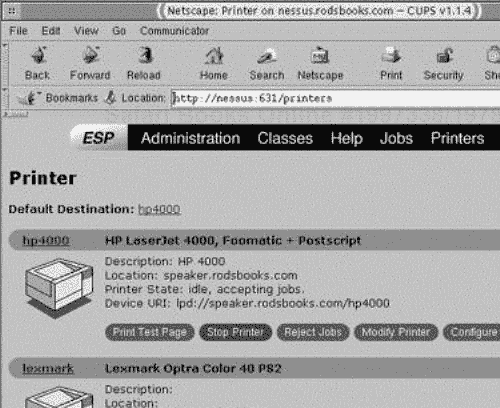 Netscape: Printer on nessus.rodsbooks.com – CUPS v1.1.4
File Edit View Go Communicator
Back Forward Reload Home Search Netscape Print Security
Bookmarks Location: http://nessus:631/printers
ESP Administration Classes Help Jobs Printers
Printer
Default Destination: hp4000
hp4000 HP LaserJet 4000, Foomatic + Postscript
Description: HP 4000
Location: speaker.rodsbooks.com
Printer State: idle, accepting jobs.
Device URI: lpd://speaker.rodsbooks.com/hp4000
Print Test Page Stop Printer Reject Jobs Modify Printer Configure
lexmark Lexmark Optra Color 40 PS2
Description:
Location: